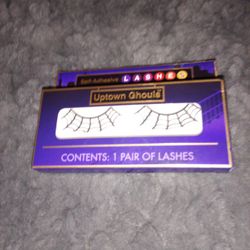 Self-Adhesive LASHES
Uptown Ghouls
CONTENTS: 1 PAIR OF LASHES